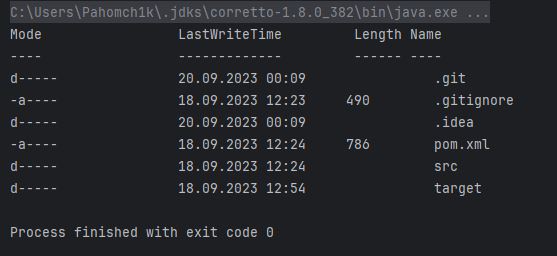 C:\Users\Pahomch1k\.jdks\corretto-1.8.0_382\bin\java.exe ...
Mode                 LastWriteTime         Length Name
----                 -------------         ------ ----
d-----               20.09.2023 00:09                .git
-a----               18.09.2023 12:23     490        .gitignore
d-----               20.09.2023 00:09                .idea
-a----               18.09.2023 12:24     786        pom.xml
d-----               18.09.2023 12:24                src
d-----               18.09.2023 12:54                target
Process finished with exit code 0